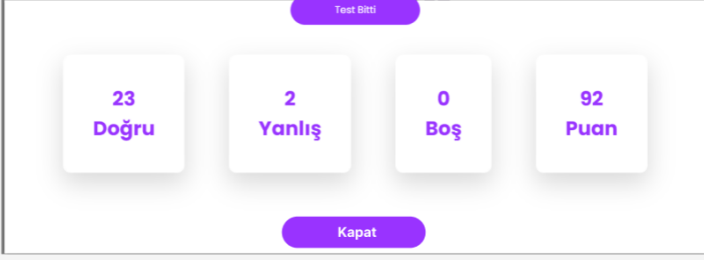 Test Bitti
23
Doğru
2
Yanlış
0
Boş
92
Puan
Kapat